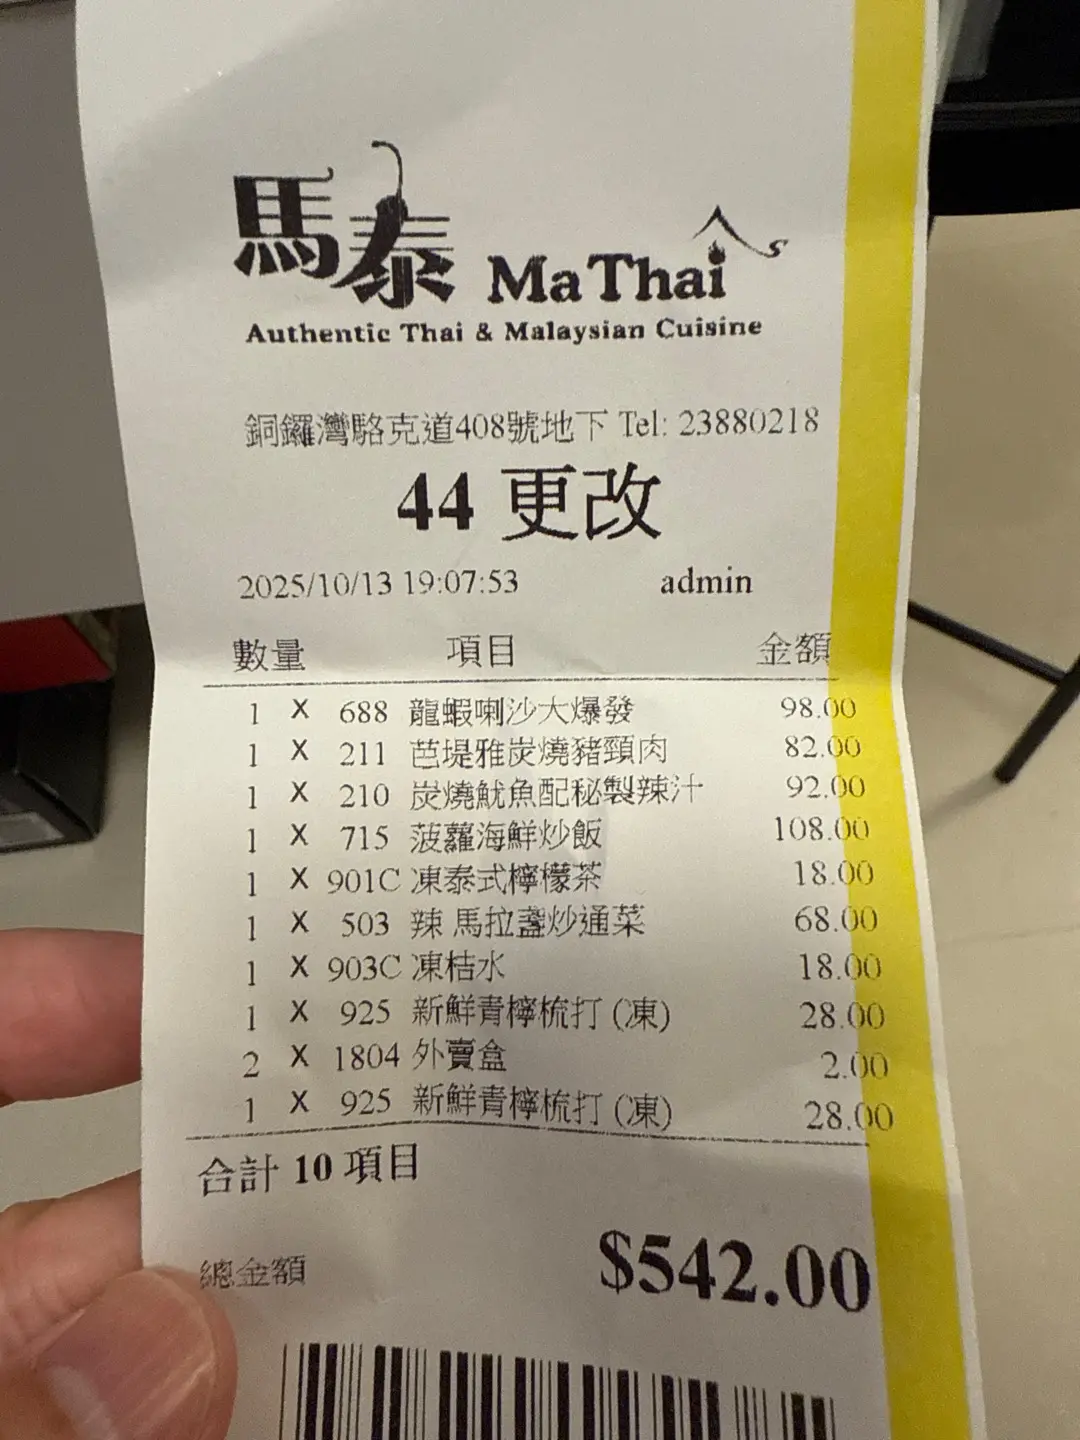 馬泰 MaThai's
Authentic Thai & Malaysian Cuisine
銅鑼灣駱克道408號地下 Tel: 23880218
44 更改
2025/10/13 19:07:53 admin
數量 項目 金額
1 X 688 龍蝦喇沙大爆發 98.00
1 X 211 芭堤雅炭燒豬頸肉 82.00
1 X 210 炭燒魷魚配秘製辣汁 92.00
1 X 715 菠蘿海鮮炒飯 108.00
1 X 901C 凍泰式檸檬茶 18.00
1 X 503 辣 馬拉盞炒通菜 68.00
1 X 903C 凍桔水 18.00
1 X 925 新鮮青檸梳打 (凍) 28.00
2 X 1804 外賣盒 2.00
1 X 925 新鮮青檸梳打 (凍) 28.00
合計 10 項目
總金額 $542.00